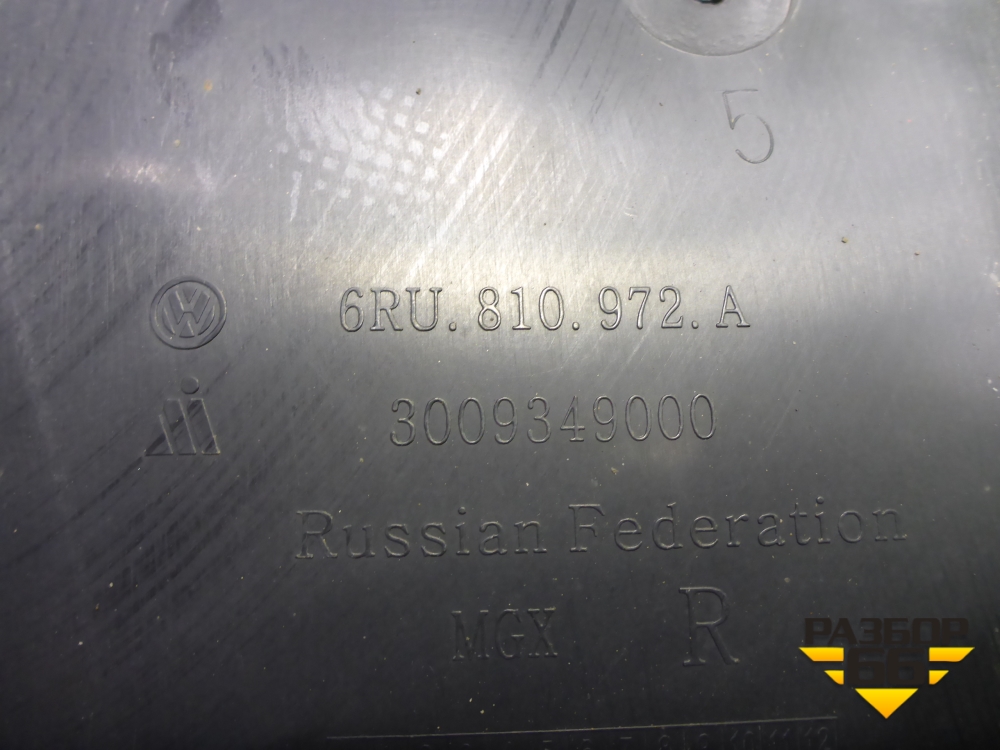 5
6RU.810.972.A
3009349000
Russian Federation
MGX R
РАЗБОР
66